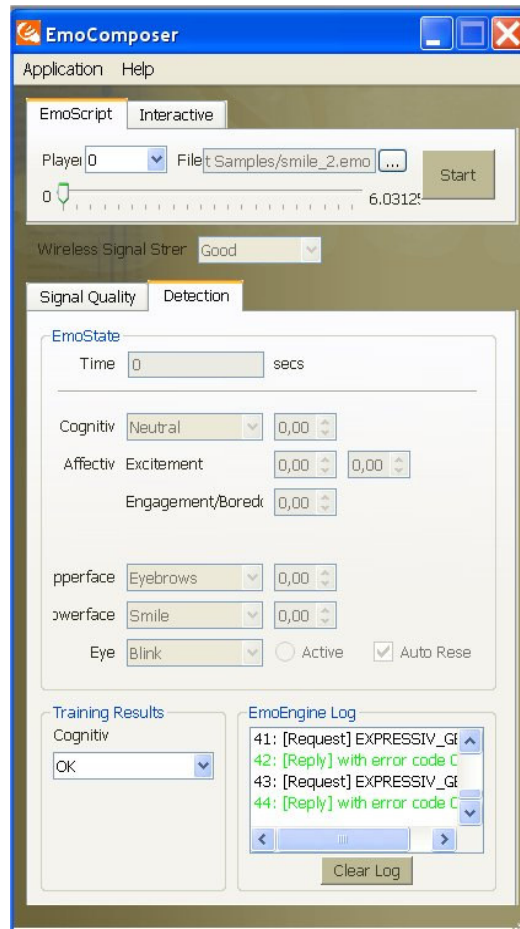 EmoComposer
Application Help
EmoScript Interactive
Player 0 File t Samples/smile_2.emo ... Start
0 6.03125
Wireless Signal Strer Good
Signal Quality Detection
EmoState
Time 0 secs
Cognitiv Neutral 0,00
Affectiv Excitement 0,00 0,00
Engagement/Boredo 0,00
pperface Eyebrows 0,00
owerface Smile 0,00
Eye Blink Active Auto Rese
Training Results
Cognitiv
OK
EmoEngine Log
41: [Request] EXPRESSIV_GE
42: [Reply] with error code 0
43: [Request] EXPRESSIV_GE
44: [Reply] with error code 0
Clear Log